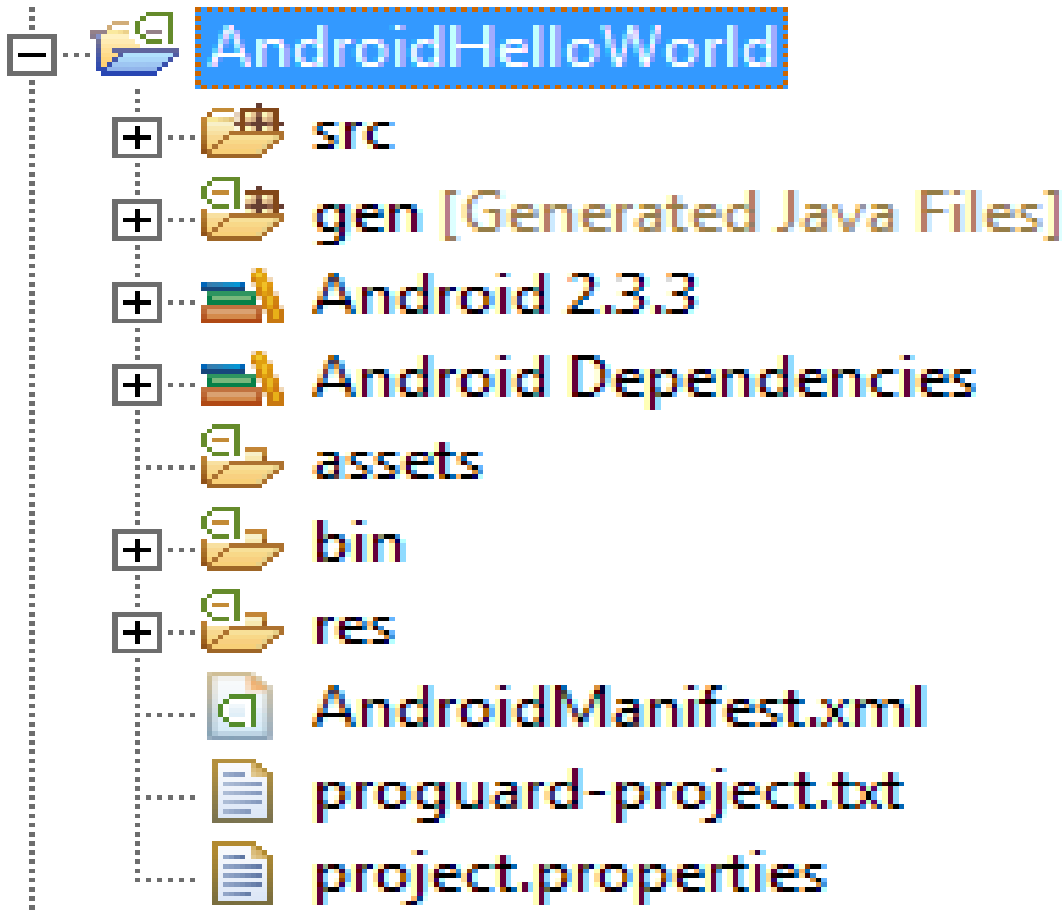 AndroidHelloWorld
src
gen [Generated Java Files]
Android 2.3.3
Android Dependencies
assets
bin
res
AndroidManifest.xml
proguard-project.txt
project.properties